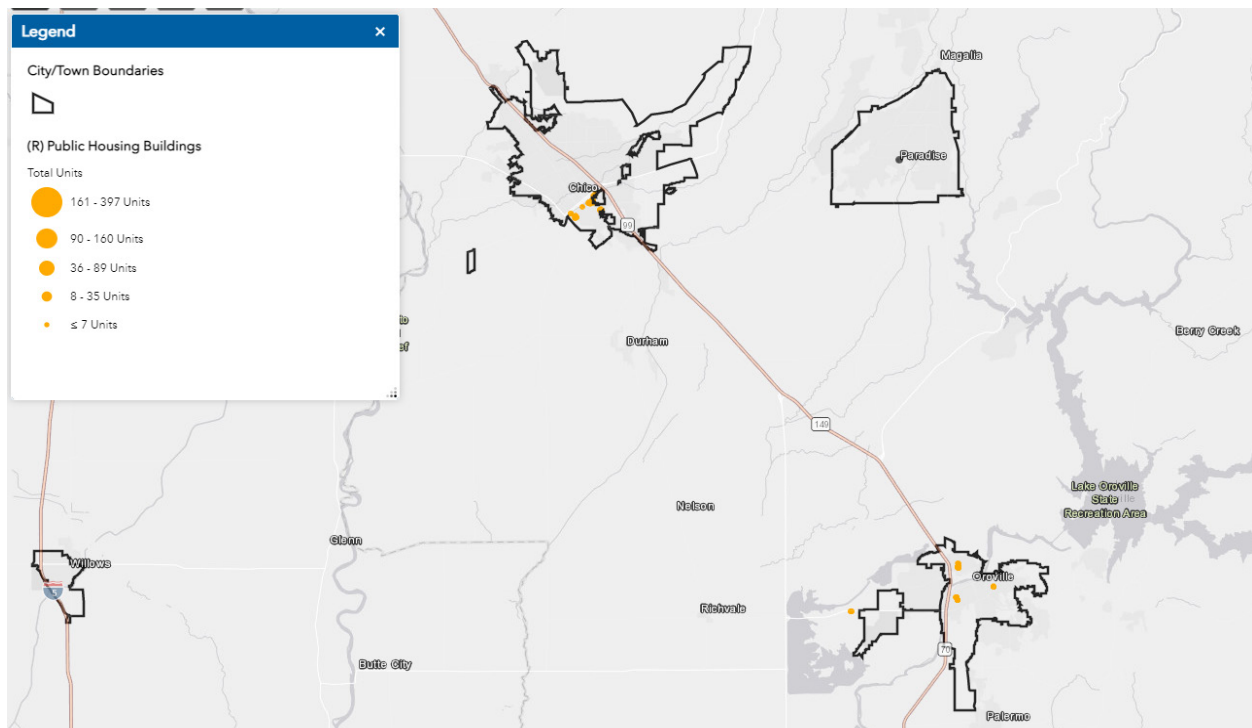 Legend
×
City/Town Boundaries
(R) Public Housing Buildings
Total Units
161 - 397 Units
90 - 160 Units
36 - 89 Units
8 - 35 Units
≤ 7 Units
Magalia
Paradise
Chico
99
Durham
Berry Creek
149
Lake Oroville
State
Recreation Area
Nelson
Glenn
Willows
5
Oroville
Richvale
70
Butte City
Palermo